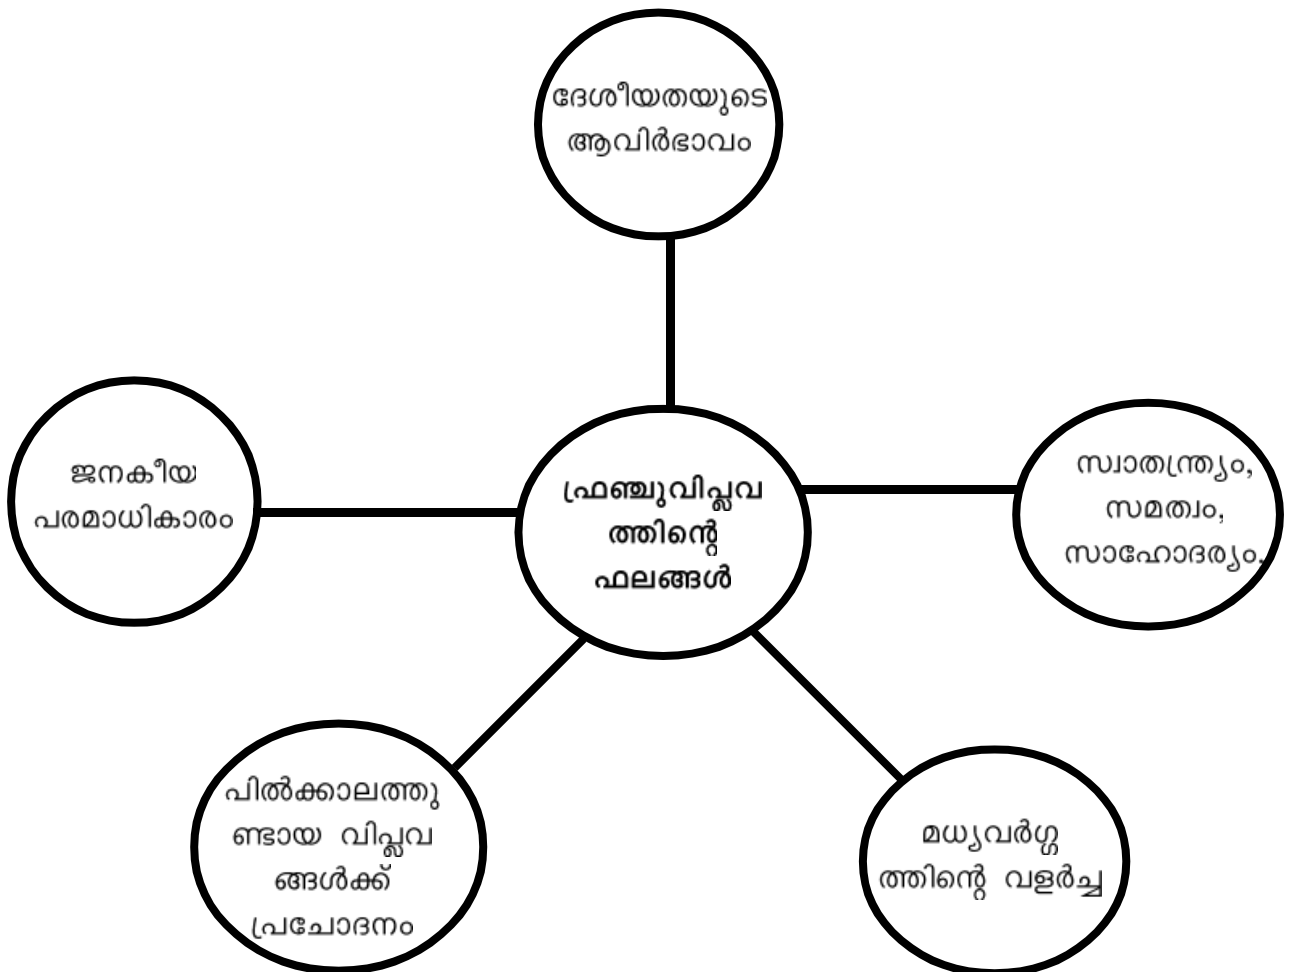 ദേശീയതയുടെ
ആവിർഭാവം
ജനകീയ
പരമാധികാരം
ഫ്രഞ്ചുവിപ്ലവ
ത്തിന്റെ
ഫലങ്ങൾ
സ്വാതന്ത്ര്യം,
സമത്വം,
സാഹോദര്യം.
പിൽക്കാലത്തു
ണ്ടായ വിപ്ലവ
ങ്ങൾക്ക്
പ്രചോദനം
മധ്യവർഗ്ഗ
ത്തിന്റെ വളർച്ച